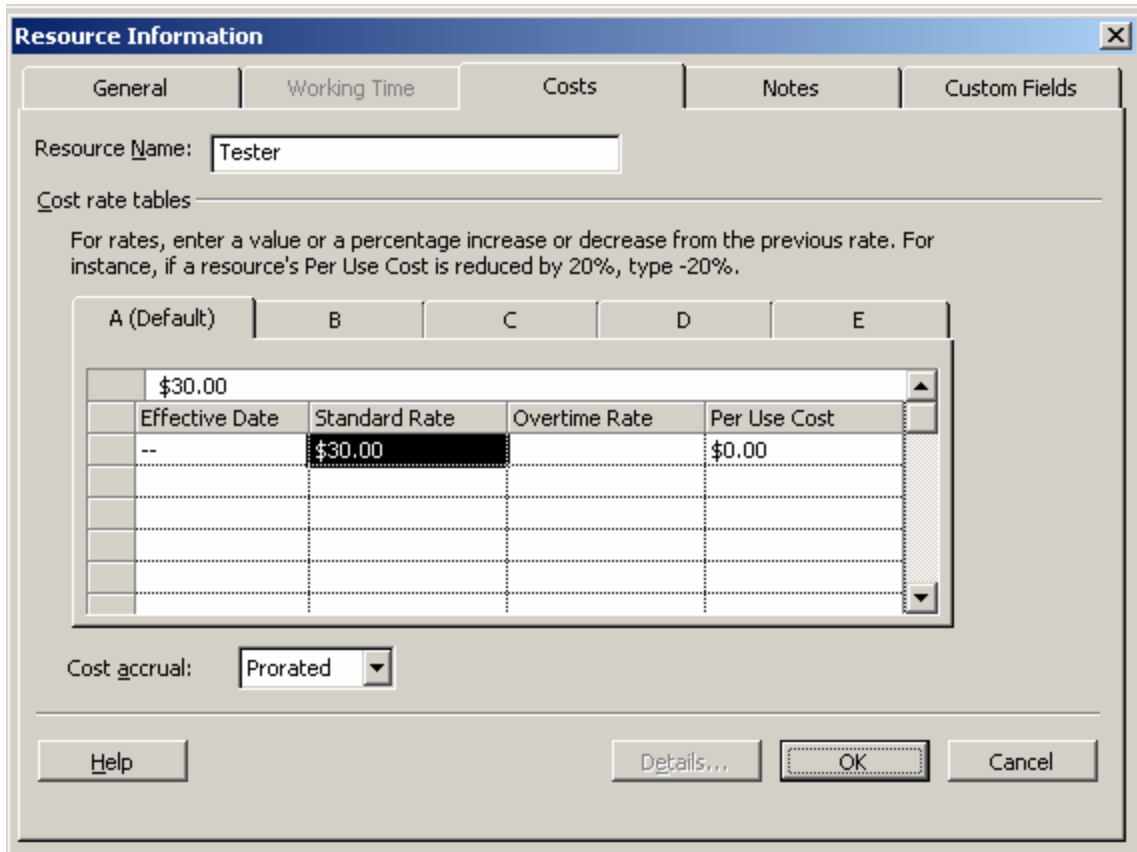 Resource Information
General Working Time Costs Notes Custom Fields
Resource Name: Tester
Cost rate tables
For rates, enter a value or a percentage increase or decrease from the previous rate. For
instance, if a resource's Per Use Cost is reduced by 20%, type -20%.
A (Default) B C D E
$30.00
Effective Date Standard Rate Overtime Rate Per Use Cost
-- $30.00 $0.00
Cost accrual: Prorated
Help Details... OK Cancel